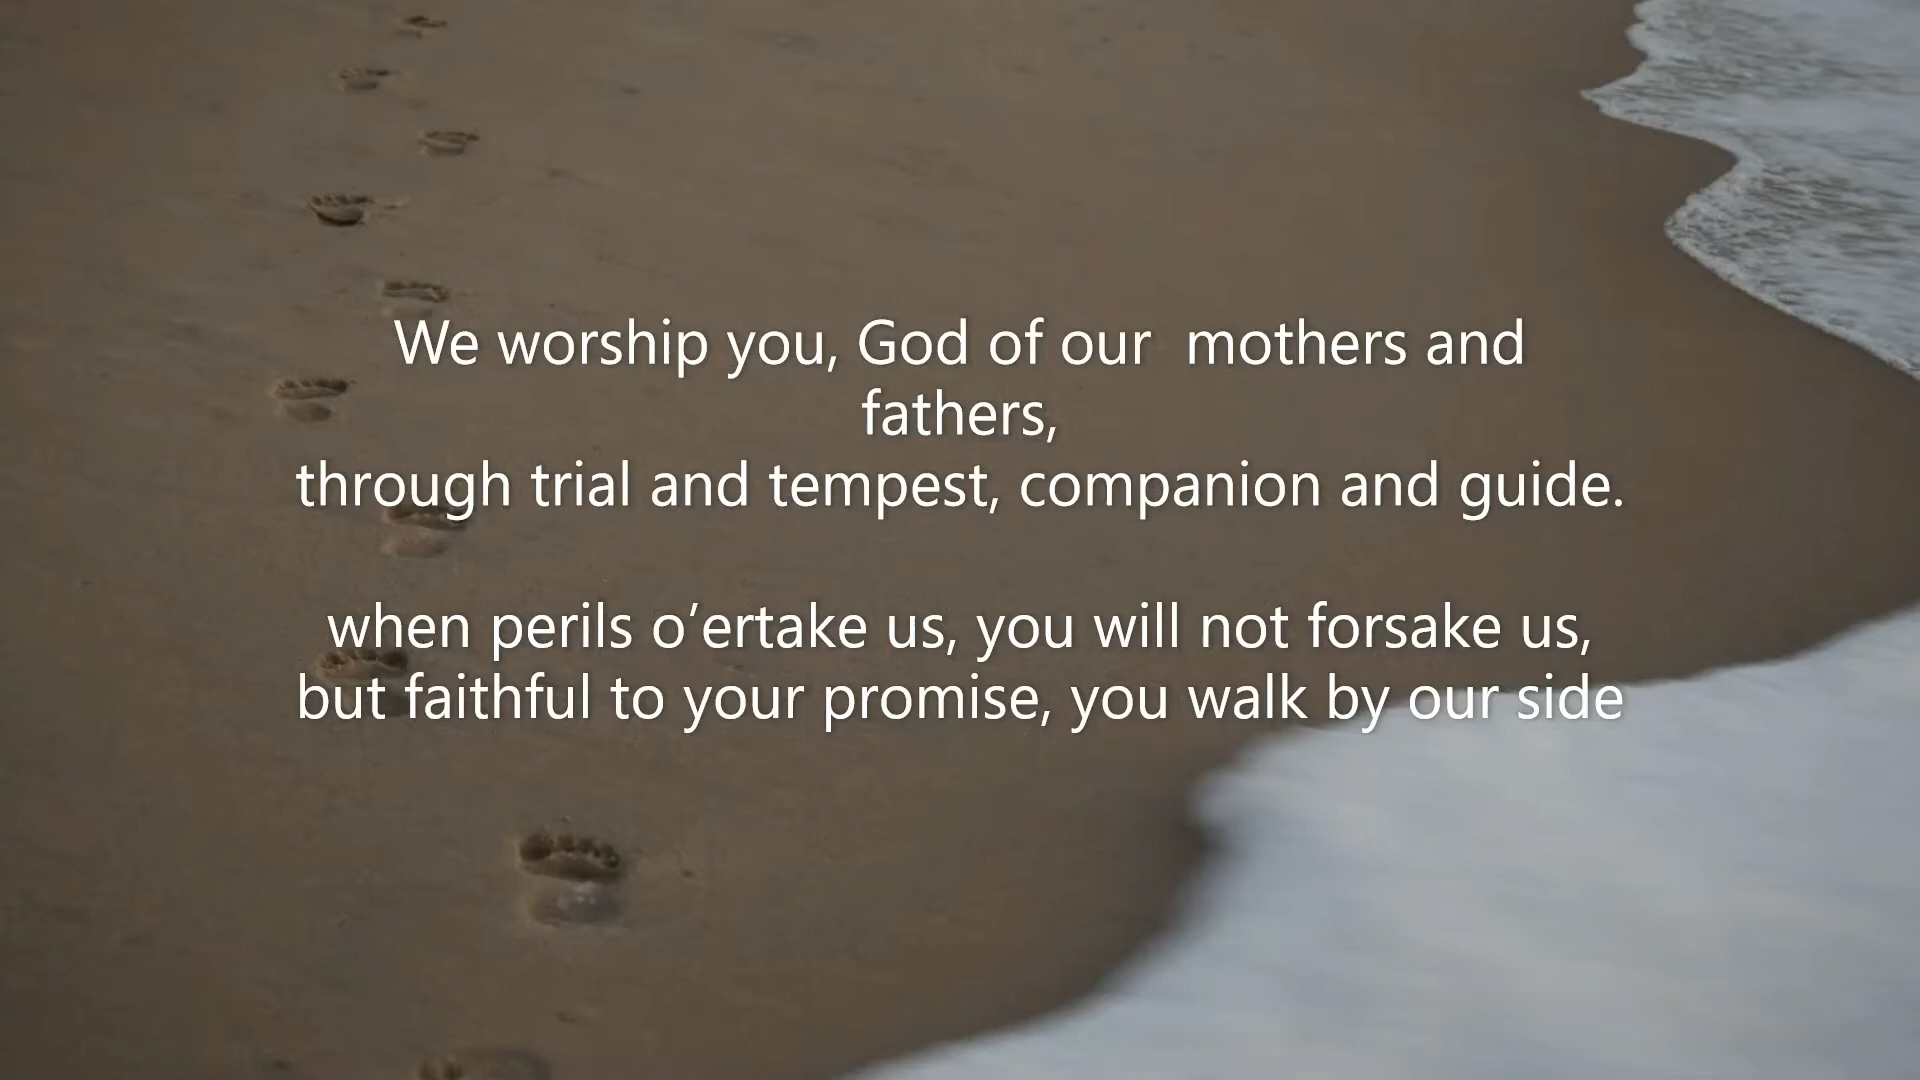 We worship you, God of our  mothers and
fathers,
through trial and tempest, companion and guide.
when perils o’ertake us, you will not forsake us,
but faithful to your promise, you walk by our side